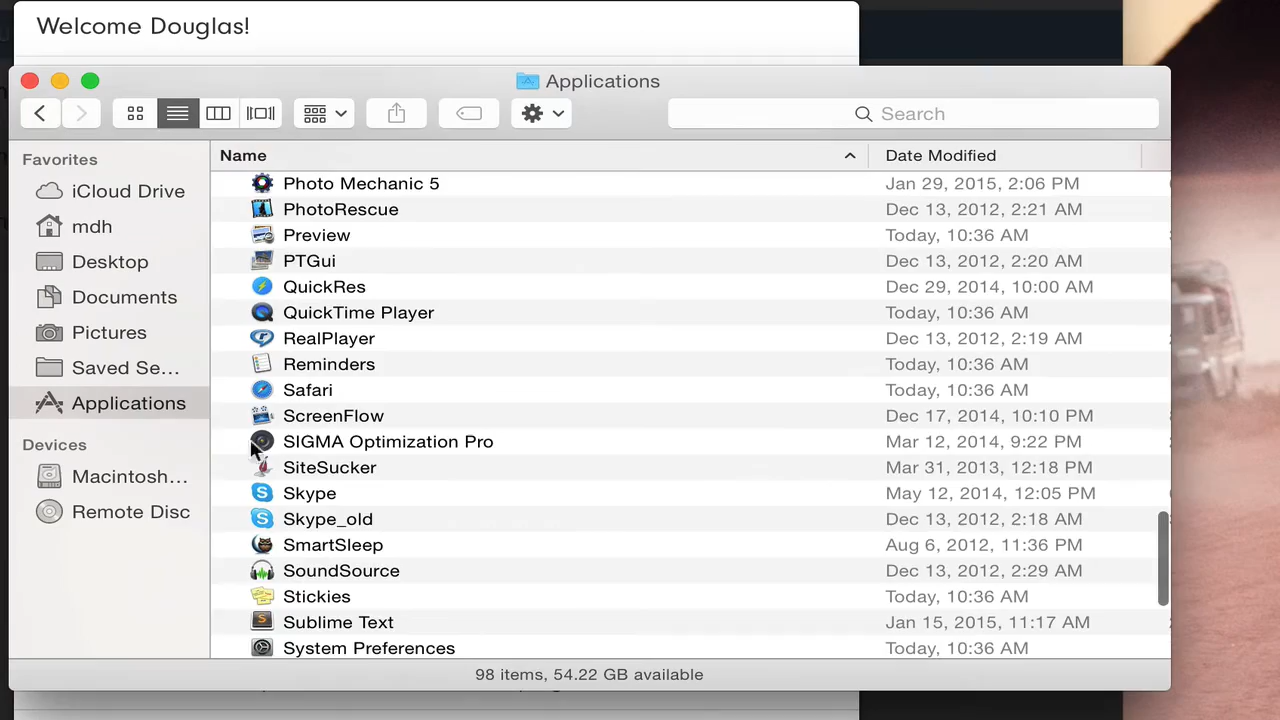 Welcome Douglas!
Applications
Search
Favorites
iCloud Drive
mdh
Desktop
Documents
Pictures
Saved Se...
Applications
Devices
Macintosh...
Remote Disc
Name Date Modified
Photo Mechanic 5 Jan 29, 2015, 2:06 PM
PhotoRescue Dec 13, 2012, 2:21 AM
Preview Today, 10:36 AM
PTGui Dec 13, 2012, 2:20 AM
QuickRes Dec 29, 2014, 10:00 AM
QuickTime Player Today, 10:36 AM
RealPlayer Dec 13, 2012, 2:19 AM
Reminders Today, 10:36 AM
Safari Today, 10:36 AM
ScreenFlow Dec 17, 2014, 10:10 PM
SIGMA Optimization Pro Mar 12, 2014, 9:22 PM
SiteSucker Mar 31, 2013, 12:18 PM
Skype May 12, 2014, 12:05 PM
Skype_old Dec 13, 2012, 2:18 AM
SmartSleep Aug 6, 2012, 11:36 PM
SoundSource Dec 13, 2012, 2:29 AM
Stickies Today, 10:36 AM
Sublime Text Jan 15, 2015, 11:17 AM
System Preferences Today, 10:36 AM
98 items, 54.22 GB available